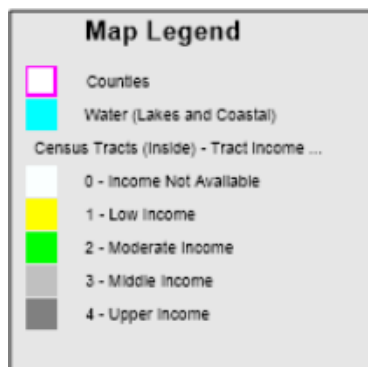 Map Legend
Counties
Water (Lakes and Coastal)
Census Tracts (Inside) - Tract Income ...
0 - Income Not Available
1 - Low Income
2 - Moderate Income
3 - Middle Income
4 - Upper Income